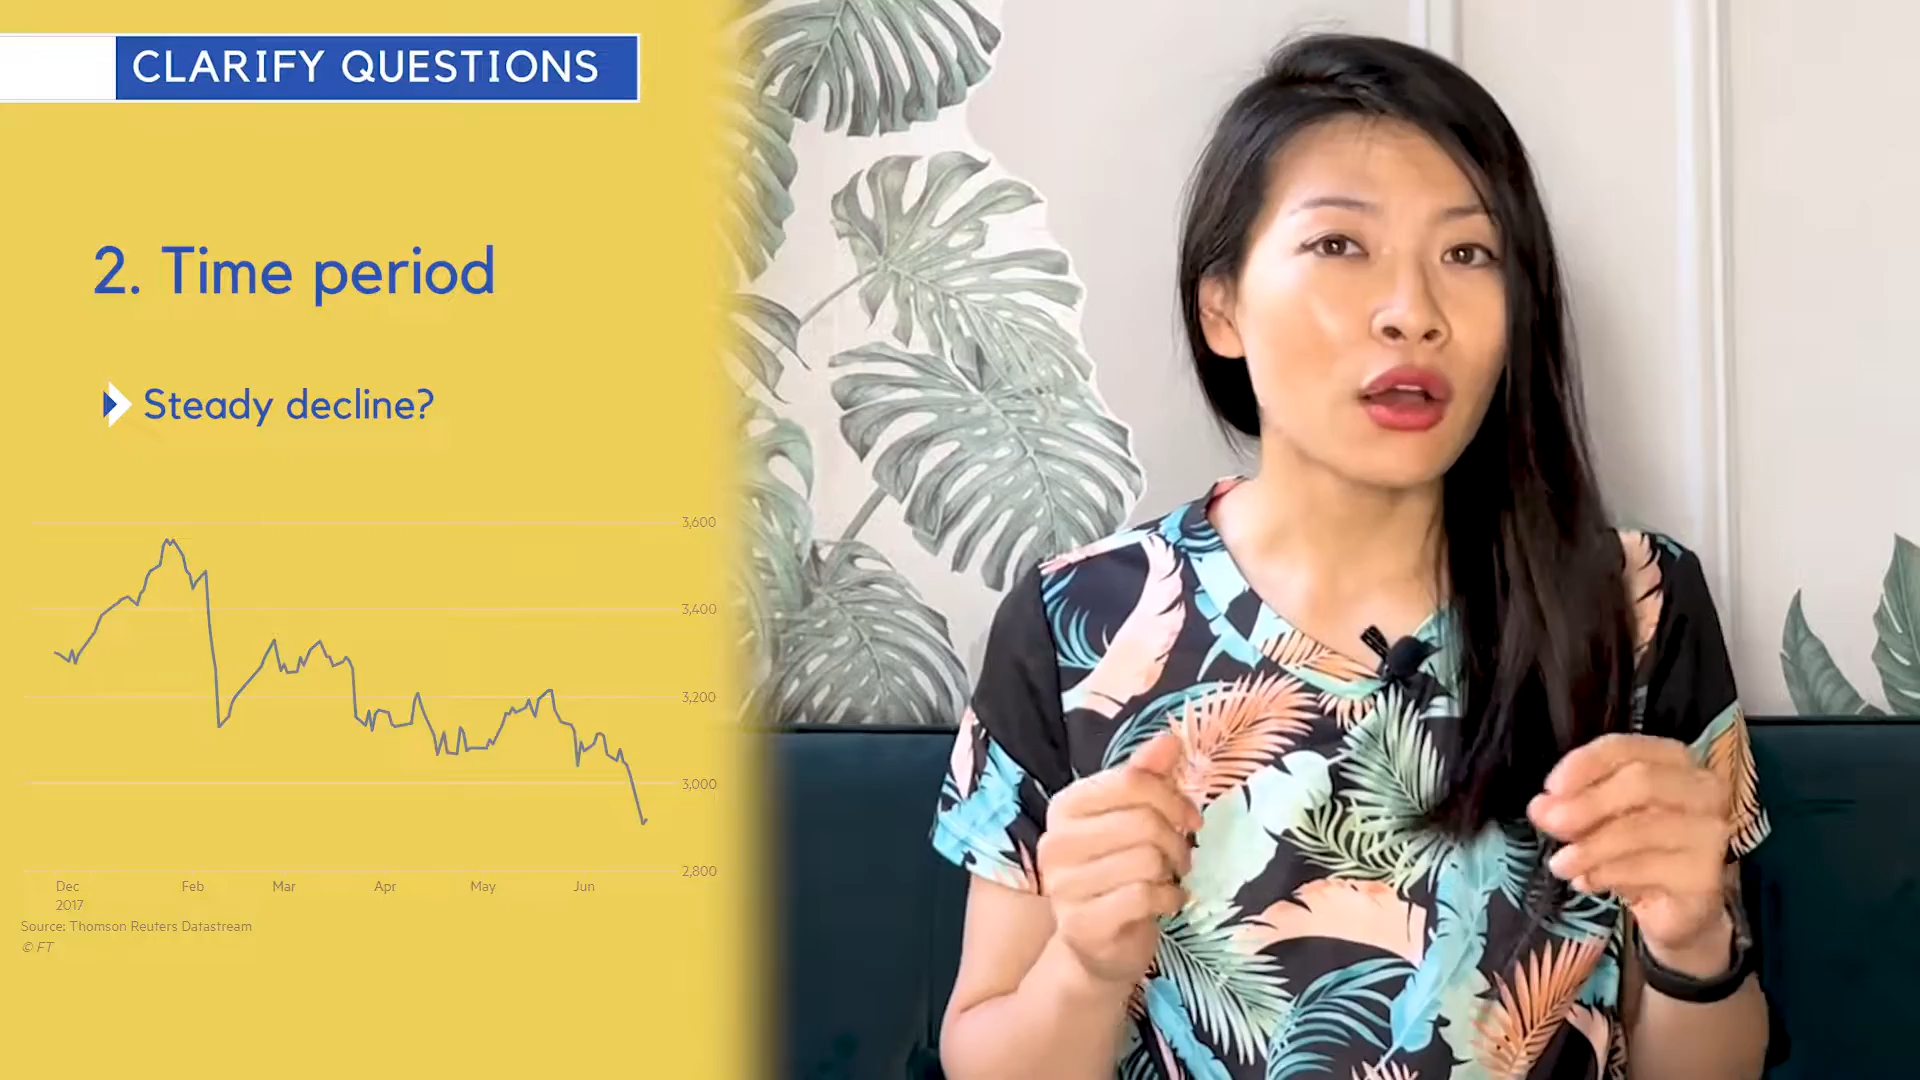 CLARIFY QUESTIONS
2. Time period
Steady decline?
3,600
3,400
3,200
3,000
2,800
Dec Feb Mar Apr May Jun
2017
Source: Thomson Reuters Datastream
© FT